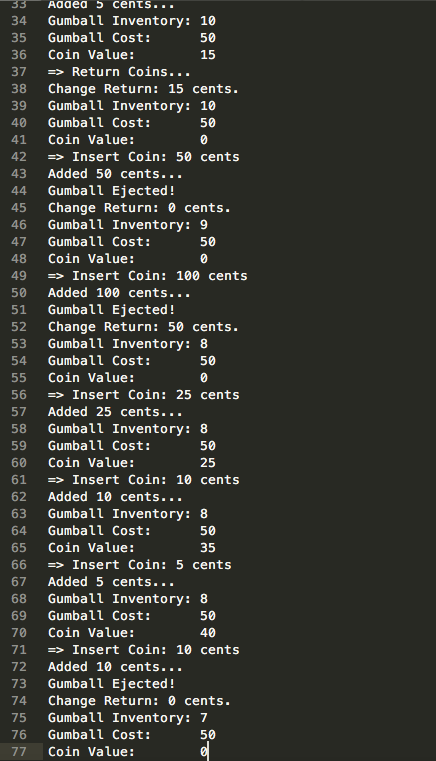 33 Added 5 cents...
34 Gumball Inventory: 10
35 Gumball Cost: 50
36 Coin Value: 15
37 => Return Coins...
38 Change Return: 15 cents.
39 Gumball Inventory: 10
40 Gumball Cost: 50
41 Coin Value: 0
42 => Insert Coin: 50 cents
43 Added 50 cents...
44 Gumball Ejected!
45 Change Return: 0 cents.
46 Gumball Inventory: 9
47 Gumball Cost: 50
48 Coin Value: 0
49 => Insert Coin: 100 cents
50 Added 100 cents...
51 Gumball Ejected!
52 Change Return: 50 cents.
53 Gumball Inventory: 8
54 Gumball Cost: 50
55 Coin Value: 0
56 => Insert Coin: 25 cents
57 Added 25 cents...
58 Gumball Inventory: 8
59 Gumball Cost: 50
60 Coin Value: 25
61 => Insert Coin: 10 cents
62 Added 10 cents...
63 Gumball Inventory: 8
64 Gumball Cost: 50
65 Coin Value: 35
66 => Insert Coin: 5 cents
67 Added 5 cents...
68 Gumball Inventory: 8
69 Gumball Cost: 50
70 Coin Value: 40
71 => Insert Coin: 10 cents
72 Added 10 cents...
73 Gumball Ejected!
74 Change Return: 0 cents.
75 Gumball Inventory: 7
76 Gumball Cost: 50
77 Coin Value: 0